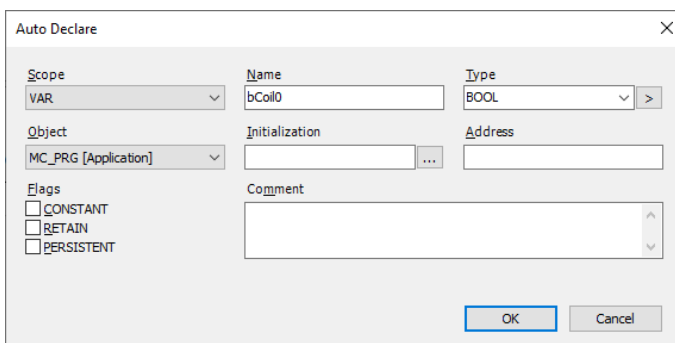 Auto Declare
Scope Name Type
VAR bCoil0 BOOL >
Object Initialization Address
MC_PRG [Application] ...
Flags Comment
CONSTANT
RETAIN
PERSISTENT
OK Cancel